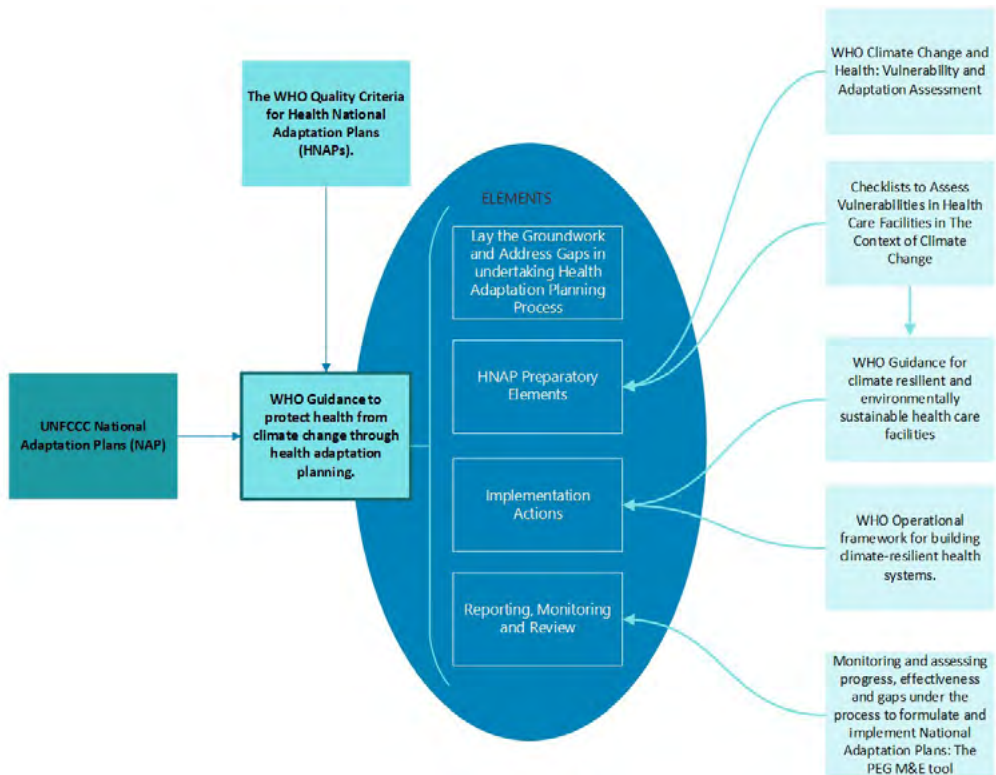 The WHO Quality Criteria
for Health National
Adaptation Plans
(HNAPs).
UNFCCC National
Adaptation Plans (NAP)
WHO Guidance to
protect health from
climate change through
health adaptation
planning.
ELEMENTS
Lay the Groundwork
and Address Gaps in
undertaking Health
Adaptation Planning
Process
HNAP Preparatory
Elements
Implementation
Actions
Reporting, Monitoring
and Review
WHO Climate Change and
Health: Vulnerability and
Adaptation Assessment
Checklists to Assess
Vulnerabilities in Health
Care Facilities in The
Context of Climate
Change
WHO Guidance for
climate resilient and
environmentally
sustainable health care
facilities
WHO Operational
framework for building
climate-resilient health
systems.
Monitoring and assessing
progress, effectiveness
and gaps under the
process to formulate and
implement National
Adaptation Plans: The
PEG M&E tool